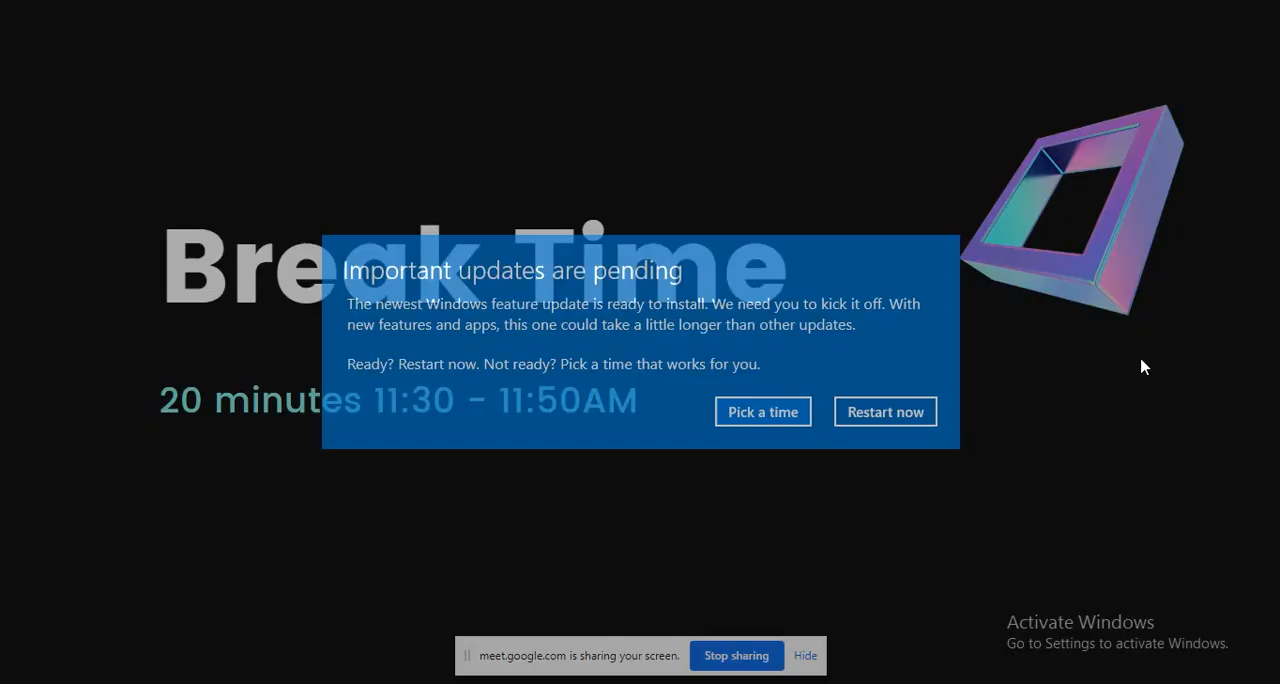 Break Time
Important updates are pending
The newest Windows feature update is ready to install. We need you to kick it off. With
new features and apps, this one could take a little longer than other updates.
Ready? Restart now. Not ready? Pick a time that works for you.
20 minutes 11:30 - 11:50AM
Pick a time
Restart now
Activate Windows
Go to Settings to activate Windows.
meet.google.com is sharing your screen.
Stop sharing
Hide